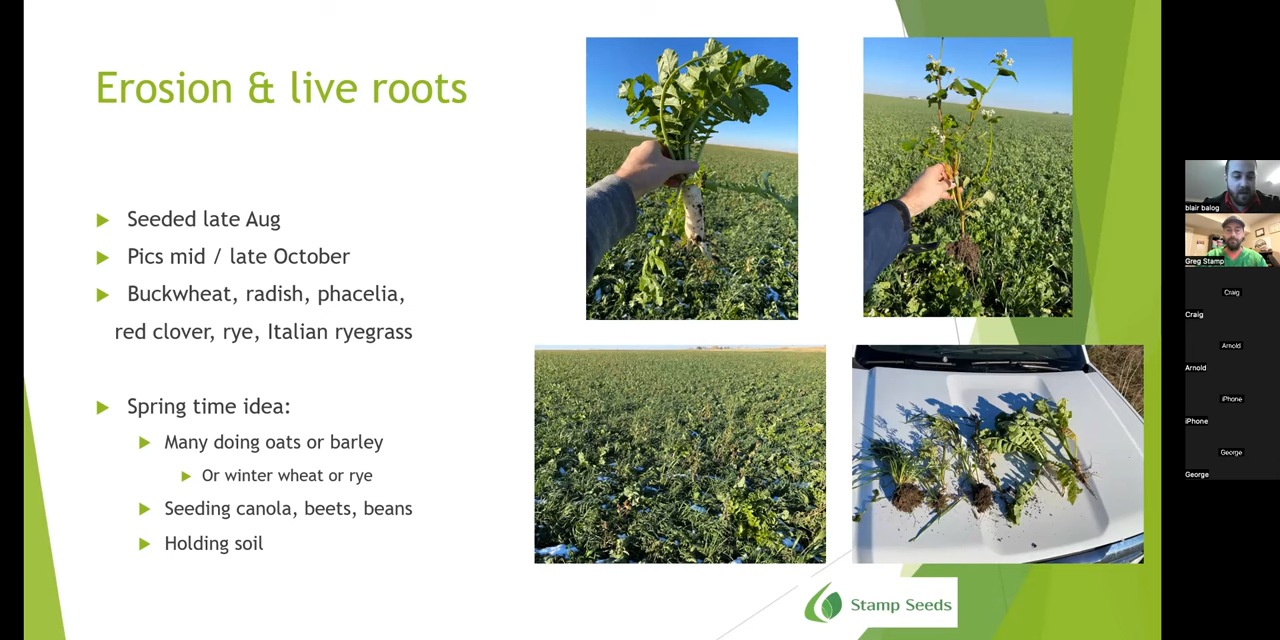 Erosion & live roots
Seeded late Aug
Pics mid / late October
Buckwheat, radish, phacelia,
red clover, rye, Italian ryegrass
Spring time idea:
Many doing oats or barley
Or winter wheat or rye
Seeding canola, beets, beans
Holding soil
Stamp Seeds
blair balog
Greg Stamp
Craig
Craig
Arnold
Arnold
iPhone
iPhone
George
George